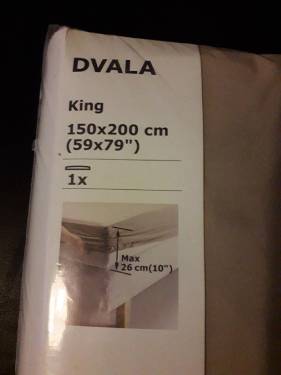 DVALA
King
150x200 cm
(59x79")
1x
Max
26 cm(10")